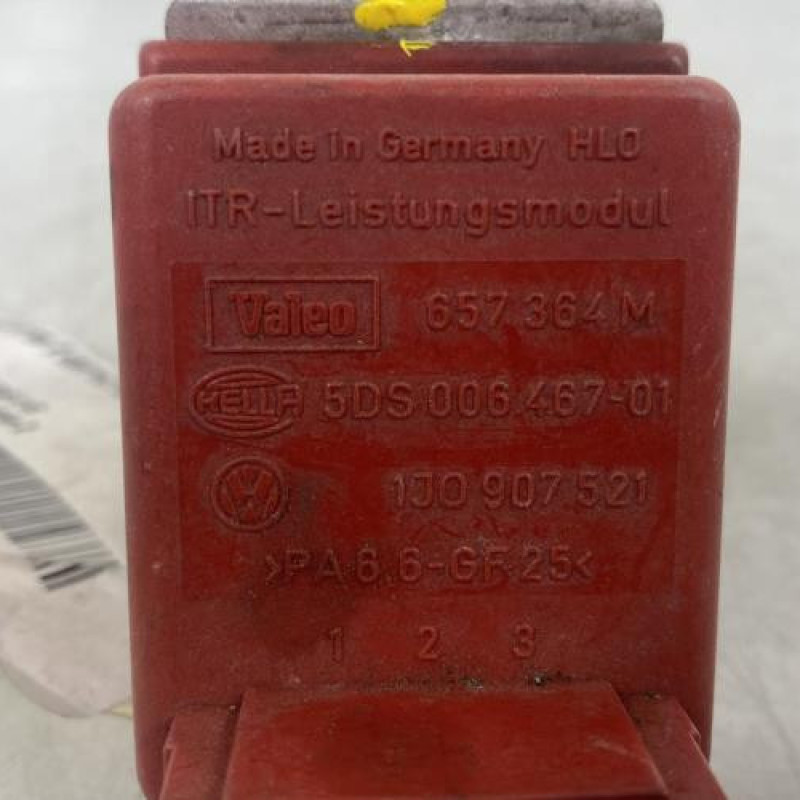 Made in Germany HLO
ITR-Leistungsmodul
Valeo 657 364 M
HELLA 5DS 006.467-01
VW 1J0 907 521
>PA 6.6-GF 25<
1 2 3